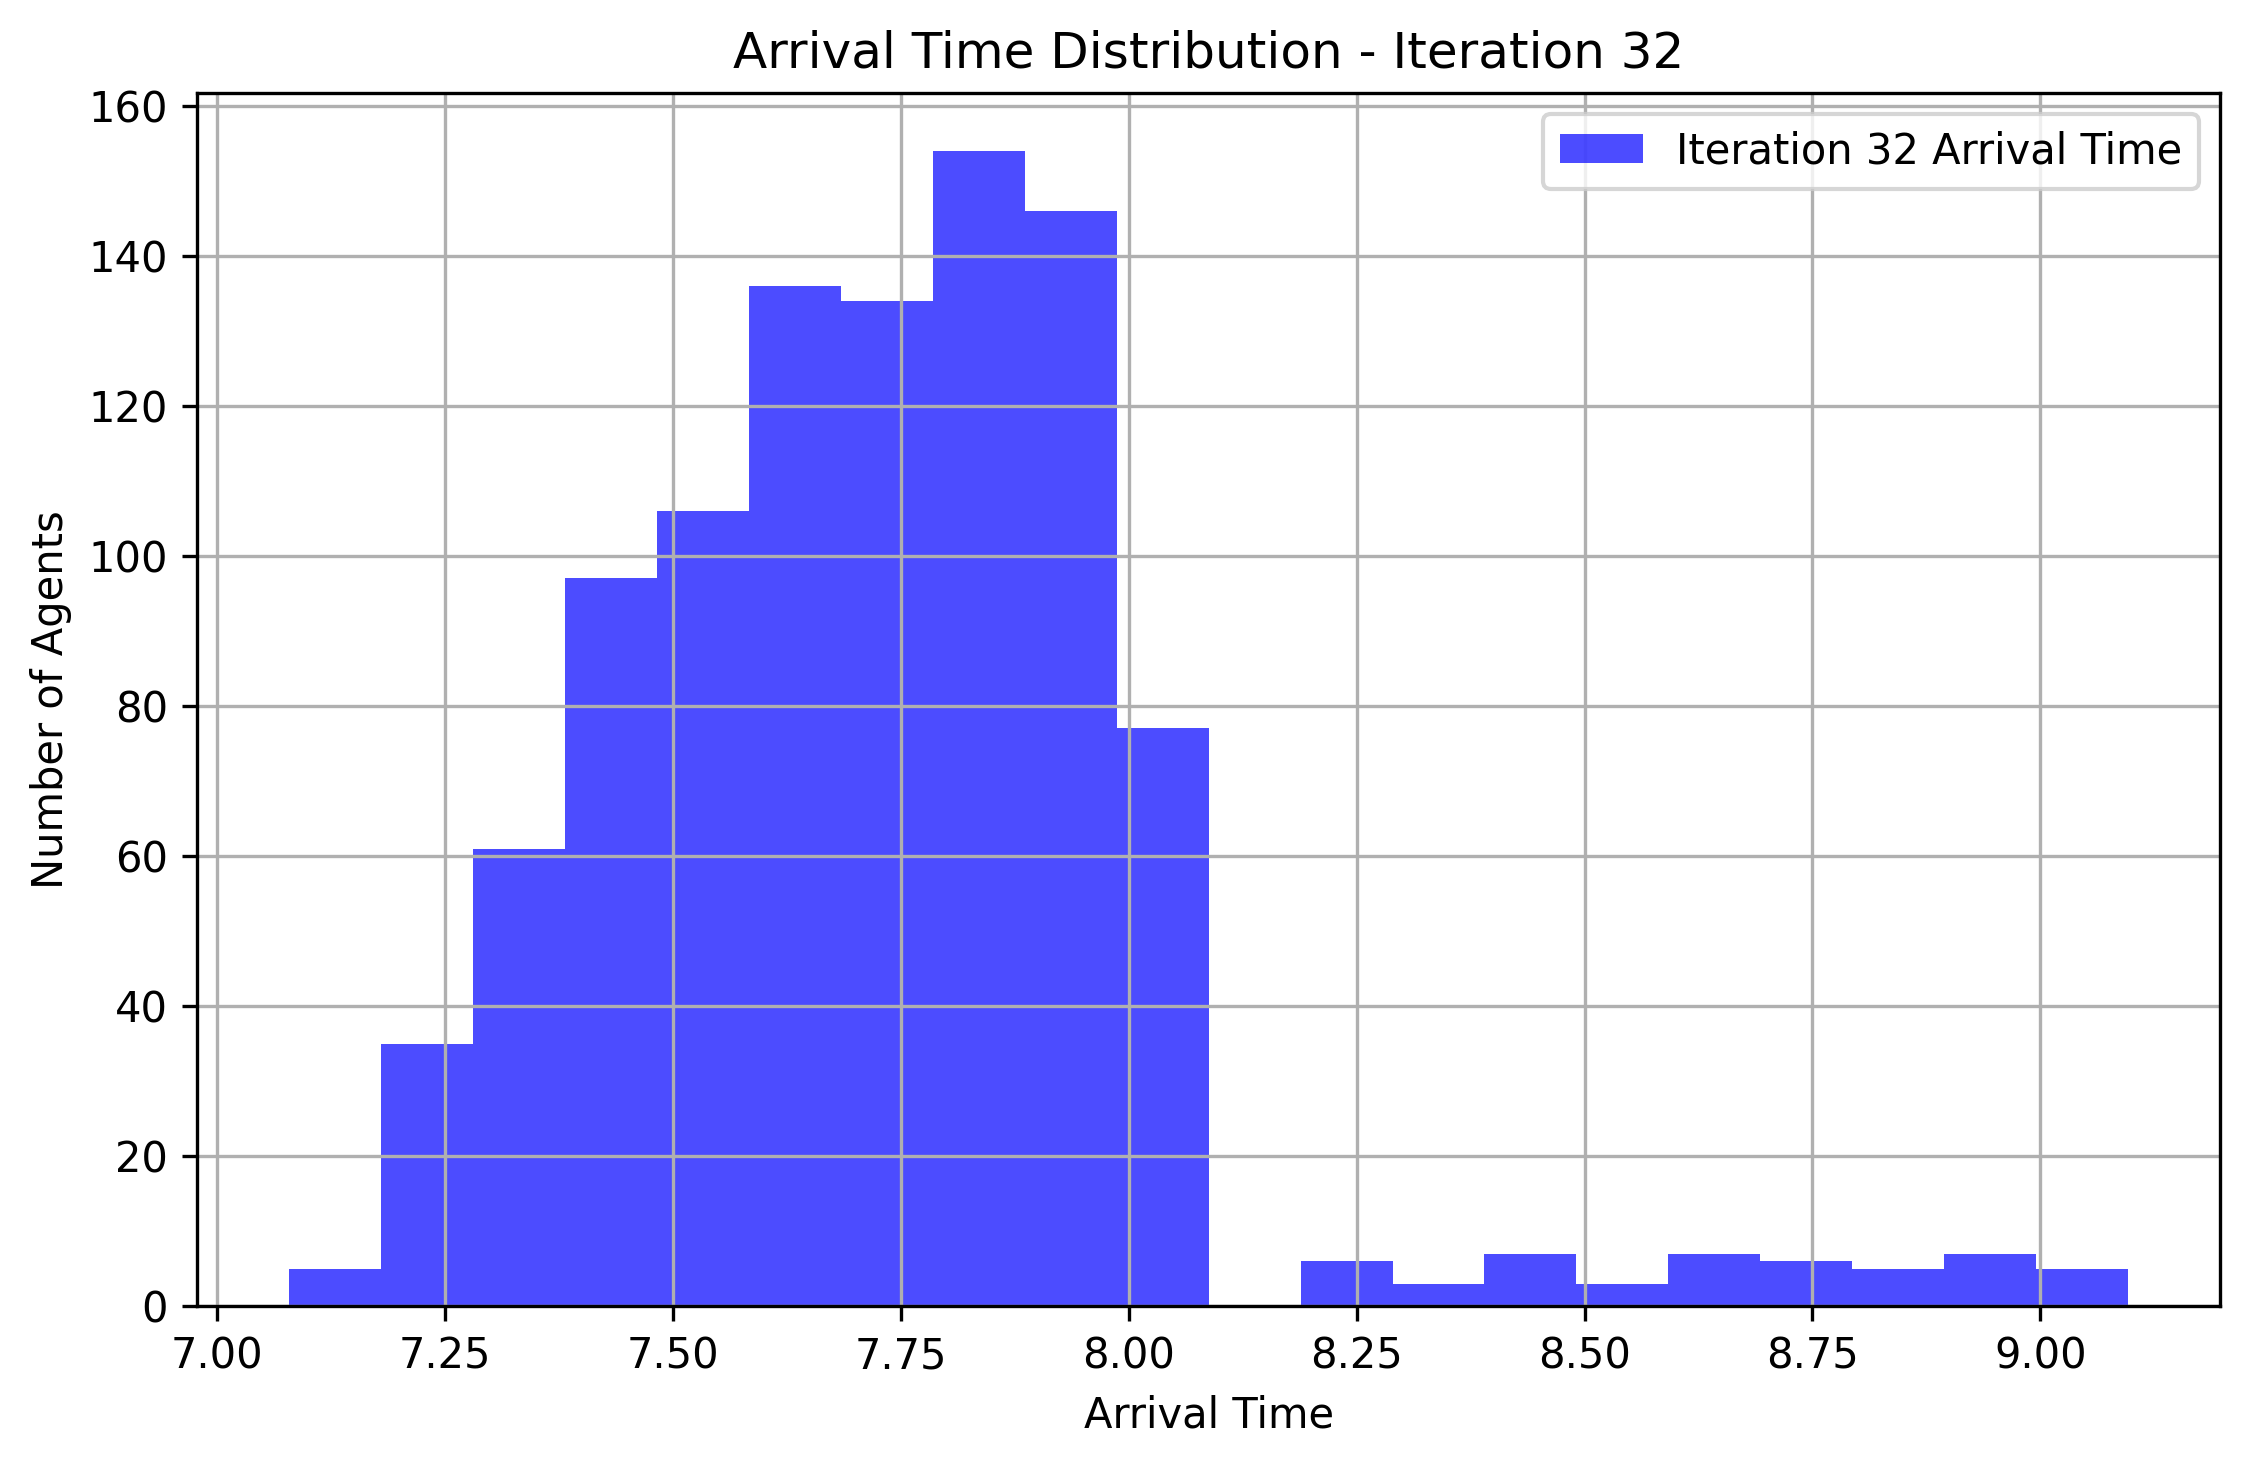 Arrival Time Distribution - Iteration 32
Iteration 32 Arrival Time
160
140
120
100
80
60
40
20
0
Number of Agents
7.00 7.25 7.50 7.75 8.00 8.25 8.50 8.75 9.00
Arrival Time